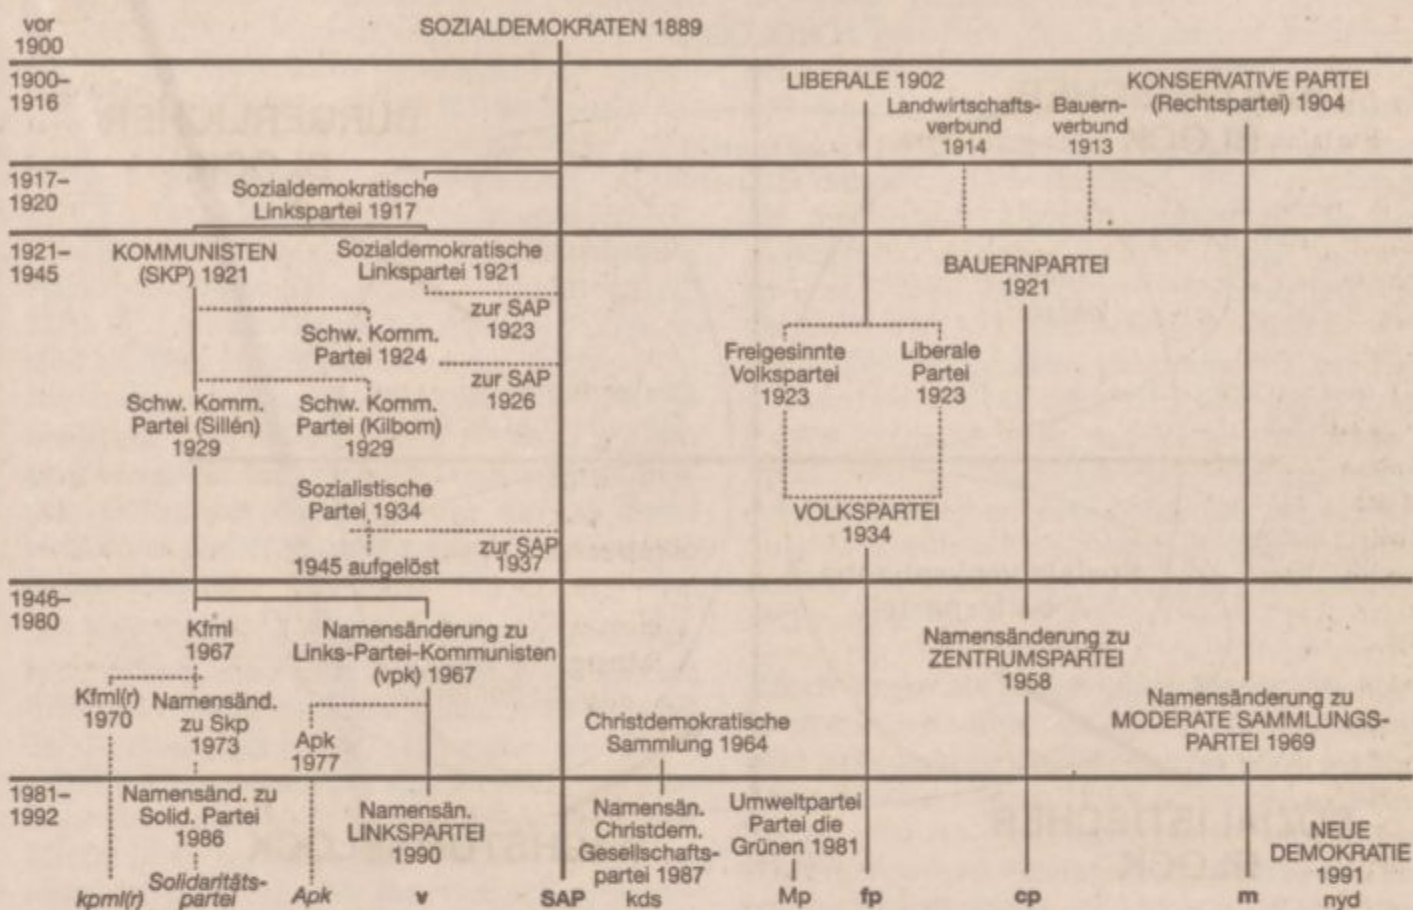 vor
1900
SOZIALDEMOKRATEN 1889
1900–
1916
LIBERALE 1902
Landwirtschafts-
verbund
1914
Bauern-
verbund
1913
KONSERVATIVE PARTEI
(Rechtspartei) 1904
1917–
1920
Sozialdemokratische
Linkspartei 1917
1921–
1945
KOMMUNISTEN
(SKP) 1921
Sozialdemokratische
Linkspartei 1921
zur SAP
1923
BAUERNPARTEI
1921
Schw. Komm.
Partei 1924
zur SAP
1926
Freigesinnte
Volkspartei
1923
Liberale
Partei
1923
Schw. Komm.
Partei (Sillén)
1929
Schw. Komm.
Partei (Kilbom)
1929
Sozialistische
Partei 1934
zur SAP
1937
1945 aufgelöst
VOLKSPARTEI
1934
1946–
1980
Kfml
1967
Namensänderung zu
Links-Partei-Kommunisten
(vpk) 1967
Namensänderung zu
ZENTRUMSPARTEI
1958
Kfml(r)
1970
Namensänd.
zu Skp
1973
Apk
1977
Christdemokratische
Sammlung 1964
Namensänderung zu
MODERATE SAMMLUNGS-
PARTEI 1969
1981–
1992
Namensänd. zu
Solid. Partei
1986
Namensän.
LINKSPARTEI
1990
Namensän.
Christdem.
Gesellschafts-
partei 1987
Umweltpartei
Partei die
Grünen 1981
NEUE
DEMOKRATIE
1991
kpml(r)
Solidaritäts-
partei
Apk
v
SAP
kds
Mp
fp
cp
m
nyd